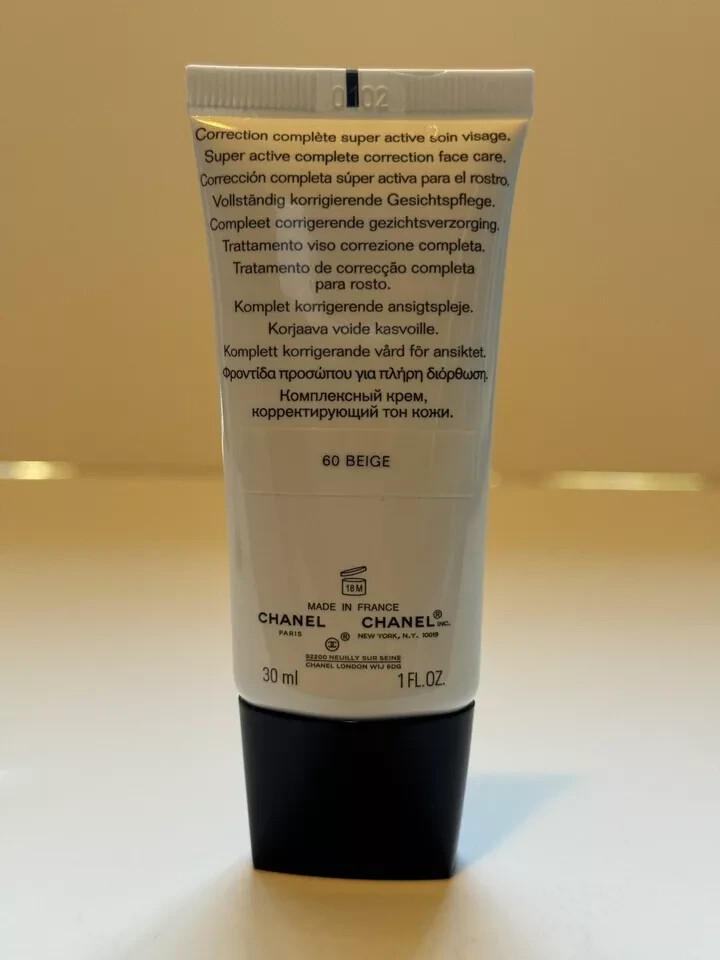 0102
Correction complète super active soin visage.
Super active complete correction face care.
Corrección completa súper activa para el rostro.
Vollständig korrigierende Gesichtspflege.
Compleet corrigerende gezichtsverzorging.
Trattamento viso correzione completa.
Tratamento de correcção completa
para rosto.
Komplet korrigerende ansigtspleje.
Korjaava voide kasvoille.
Komplett korrigerande vård för ansiktet.
Φροντίδα προσώπου για πλήρη διόρθωση.
Комплексный крем,
корректирующий тон кожи.
60 BEIGE
18 M
MADE IN FRANCE
CHANEL CHANEL® INC.
PARIS ® NEW YORK, N.Y. 10019
92200 NEUILLY SUR SEINE
CHANEL LONDON W1J 6DG
30 ml 1 FL.OZ.